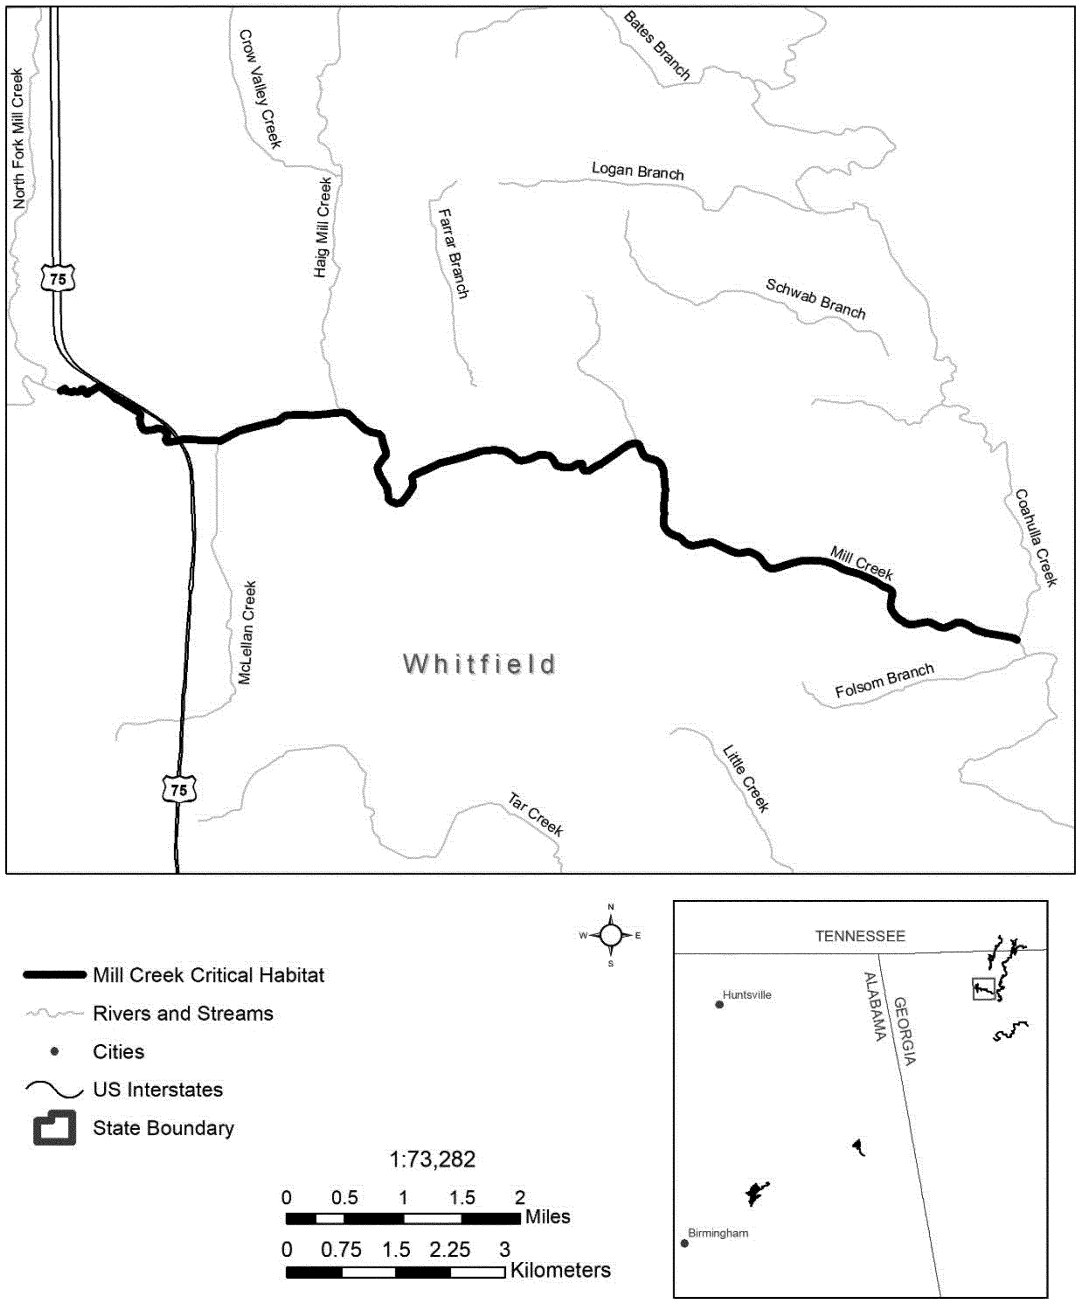 Bates Branch
Crow Valley Creek
North Fork Mill Creek
Logan Branch
Haig Mill Creek
Farrar Branch
75
Schwab Branch
Coahulla Creek
Mill Creek
McLellan Creek
Whitfield
Folsom Branch
Little Creek
75
Tar Creek
Mill Creek Critical Habitat
Rivers and Streams
Cities
US Interstates
State Boundary
N
W E
S
1:73,282
0 0.5 1 1.5 2
Miles
0 0.75 1.5 2.25 3
Kilometers
TENNESSEE
Huntsville
ALABAMA
GEORGIA
Birmingham